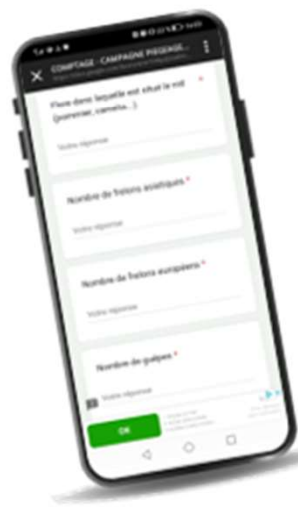 COMPTAGE - CAMPAGNE PIEGEAGE...
Flore dans laquelle est situé le nid *
(pommier, camelia...)
Votre réponse
Nombre de frelons asiatiques *
Votre réponse
Nombre de frelons européens *
Votre réponse
Nombre de guêpes *
Votre réponse
OK